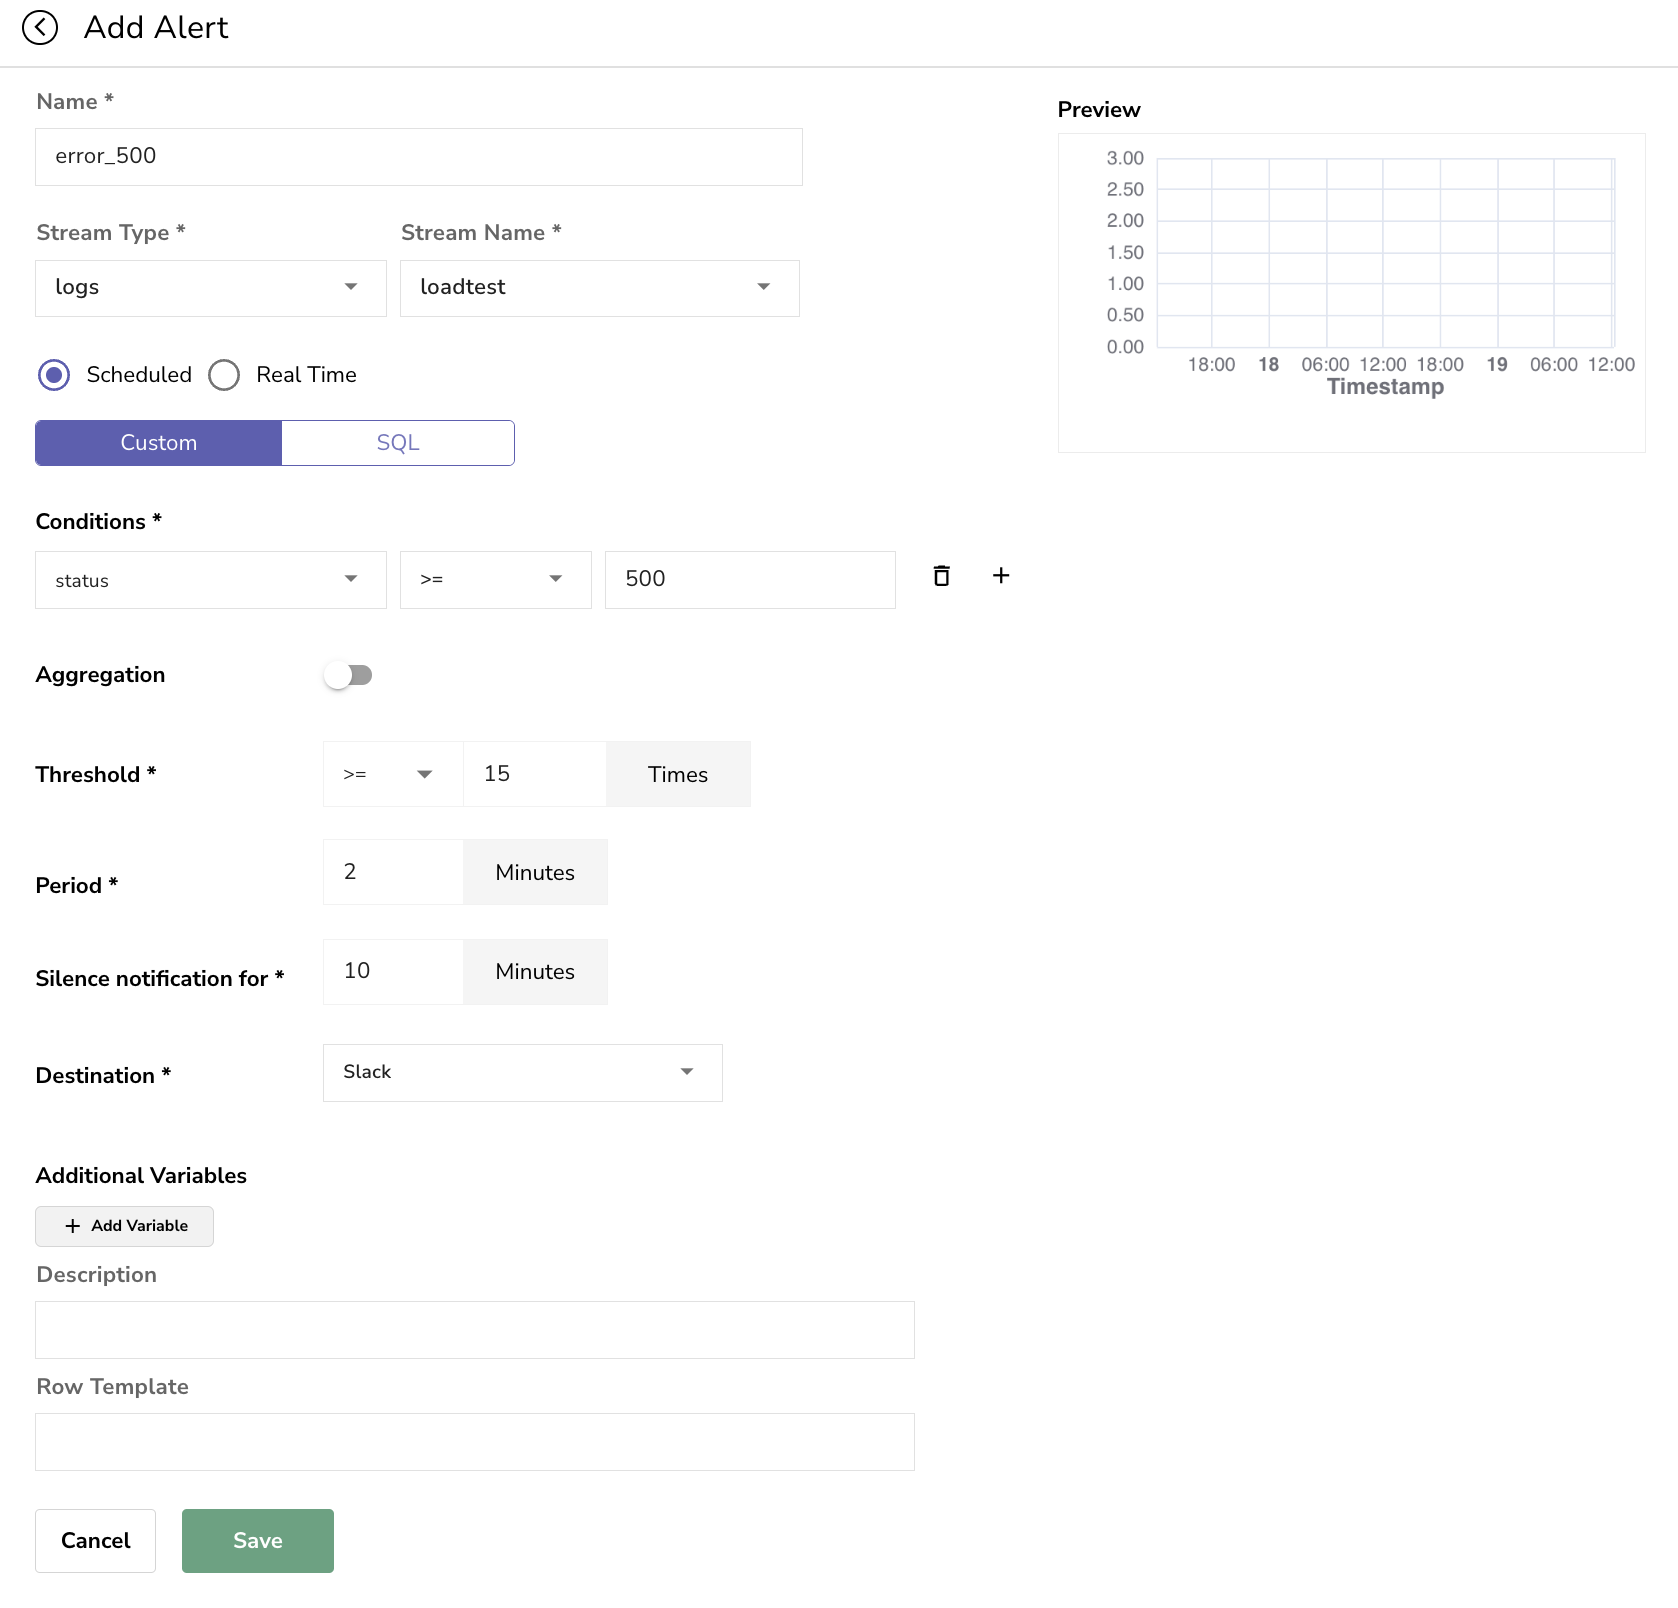 Add Alert
Name *
error_500
Stream Type * Stream Name *
logs loadtest
Scheduled Real Time
Custom SQL
Conditions *
status >= 500
Aggregation
Threshold * >= 15 Times
Period * 2 Minutes
Silence notification for * 10 Minutes
Destination * Slack
Additional Variables
+ Add Variable
Description
Row Template
Cancel Save
Preview
3.00
2.50
2.00
1.50
1.00
0.50
0.00
18:00 18 06:00 12:00 18:00 19 06:00 12:00
Timestamp